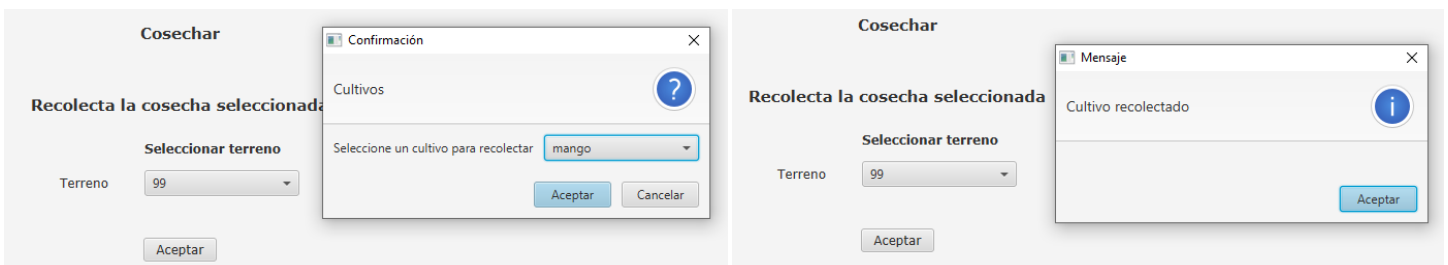 Cosechar
Confirmación
Cultivos
Recolecta la cosecha seleccionada
Seleccionar terreno
Seleccione un cultivo para recolectar mango
Terreno 99
Aceptar Cancelar
Aceptar
Cosechar
Mensaje
Recolecta la cosecha seleccionada
Cultivo recolectado
Seleccionar terreno
Terreno 99
Aceptar
Aceptar